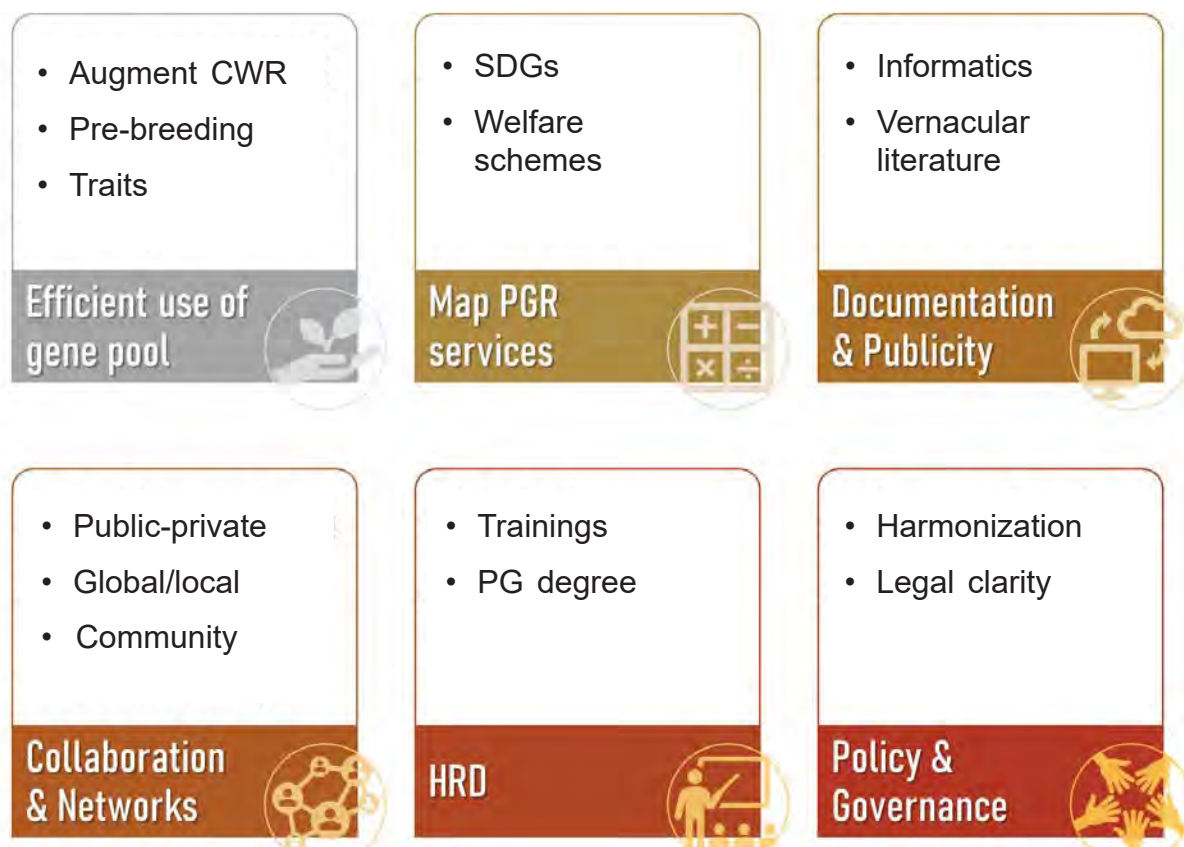 • Augment CWR
• Pre-breeding
• Traits
Efficient use of
gene pool
• SDGs
• Welfare
schemes
Map PGR
services
• Informatics
• Vernacular
literature
Documentation
& Publicity
• Public-private
• Global/local
• Community
Collaboration
& Networks
• Trainings
• PG degree
HRD
• Harmonization
• Legal clarity
Policy &
Governance